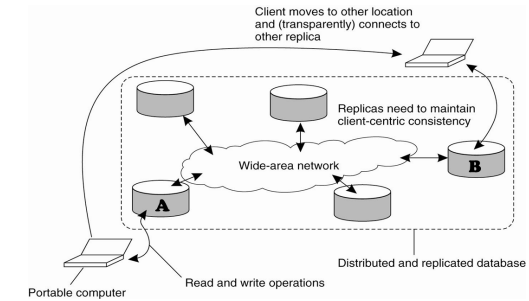 Client moves to other location
and (transparently) connects to
other replica
Replicas need to maintain
client-centric consistency
Wide-area network
B
A
Distributed and replicated database
Read and write operations
Portable computer